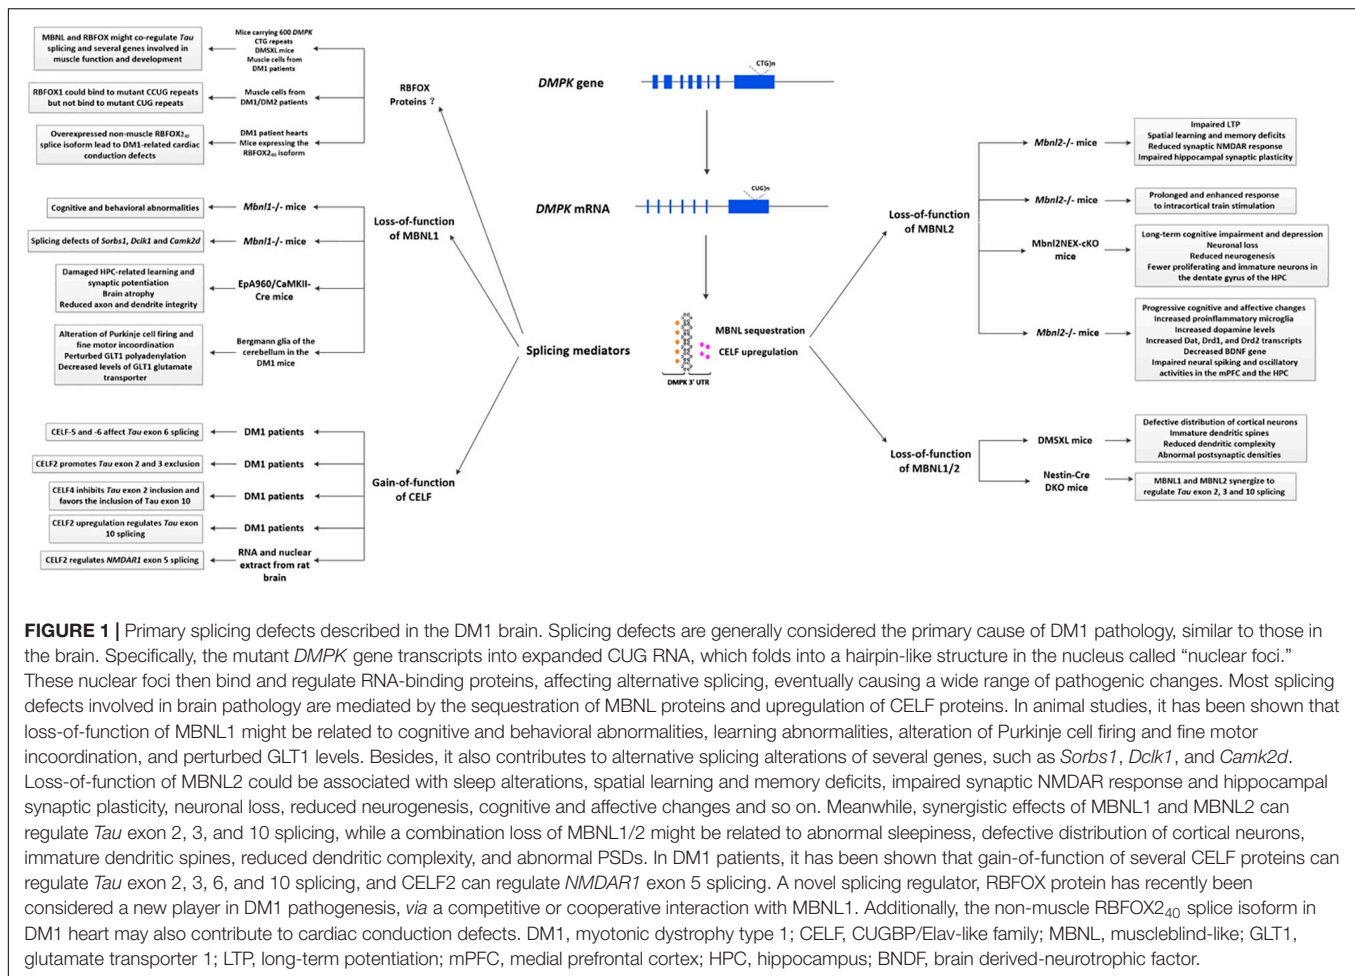 MBNL and RBFOX might co-regulate Tau
splicing and several genes involved in
muscle function and development
Mice carrying 600 DMPK
CTG repeats
DMSXL mice
Muscle cells from
DM1 patients
RBFOX1 could bind to mutant CCUG repeats
but not bind to mutant CUG repeats
Muscle cells from
DM1/DM2 patients
RBFOX
Proteins ?
Overexpressed non-muscle RBFOX2₄₀
splice isoform lead to DM1-related cardiac
conduction defects
DM1 patient hearts
Mice expressing the
RBFOX2₄₀ isoform
Cognitive and behavioral abnormalities
Mbnl1-/- mice
Splicing defects of Sorbs1, Dclk1 and Camk2d
Mbnl1-/- mice
Loss-of-function
of MBNL1
Damaged HPC-related learning and
synaptic potentiation
Brain atrophy
Reduced axon and dendrite integrity
EpA960/CaMKII-
Cre mice
Alteration of Purkinje cell firing and
fine motor incoordination
Perturbed GLT1 polyadenylation
Decreased levels of GLT1 glutamate
transporter
Bergmann glia of the
cerebellum in the
DM1 mice
Splicing mediators
CELF-5 and -6 affect Tau exon 6 splicing
DM1 patients
CELF2 promotes Tau exon 2 and 3 exclusion
DM1 patients
CELF4 inhibits Tau exon 2 inclusion and
favors the inclusion of Tau exon 10
DM1 patients
CELF2 upregulation regulates Tau exon
10 splicing
DM1 patients
CELF2 regulates NMDAR1 exon 5 splicing
RNA and nuclear
extract from rat
brain
Gain-of-function
of CELF
DMPK gene
CTG)n
DMPK mRNA
CUG)n
MBNL sequestration
CELF upregulation
DMPK 3' UTR
Loss-of-function
of MBNL2
Mbnl2-/- mice
Impaired LTP
Spatial learning and memory deficits
Reduced synaptic NMDAR response
Impaired hippocampal synaptic plasticity
Mbnl2-/- mice
Prolonged and enhanced response
to intracortical train stimulation
Mbnl2NEX-cKO
mice
Long-term cognitive impairment and depression
Neuronal loss
Reduced neurogenesis
Fewer proliferating and immature neurons in
the dentate gyrus of the HPC
Mbnl2-/- mice
Progressive cognitive and affective changes
Increased proinflammatory microglia
Increased dopamine levels
Increased Dat, Drd1, and Drd2 transcripts
Decreased BDNF gene
Impaired neural spiking and oscillatory
activities in the mPFC and the HPC
Loss-of-function
of MBNL1/2
DMSXL mice
Defective distribution of cortical neurons
Immature dendritic spines
Reduced dendritic complexity
Abnormal postsynaptic densities
Nestin-Cre
DKO mice
MBNL1 and MBNL2 synergize to
regulate Tau exon 2, 3 and 10 splicing
FIGURE 1 | Primary splicing defects described in the DM1 brain. Splicing defects are generally considered the primary cause of DM1 pathology, similar to those in
the brain. Specifically, the mutant DMPK gene transcripts into expanded CUG RNA, which folds into a hairpin-like structure in the nucleus called “nuclear foci.”
These nuclear foci then bind and regulate RNA-binding proteins, affecting alternative splicing, eventually causing a wide range of pathogenic changes. Most splicing
defects involved in brain pathology are mediated by the sequestration of MBNL proteins and upregulation of CELF proteins. In animal studies, it has been shown that
loss-of-function of MBNL1 might be related to cognitive and behavioral abnormalities, learning abnormalities, alteration of Purkinje cell firing and fine motor
incoordination, and perturbed GLT1 levels. Besides, it also contributes to alternative splicing alterations of several genes, such as Sorbs1, Dclk1, and Camk2d.
Loss-of-function of MBNL2 could be associated with sleep alterations, spatial learning and memory deficits, impaired synaptic NMDAR response and hippocampal
synaptic plasticity, neuronal loss, reduced neurogenesis, cognitive and affective changes and so on. Meanwhile, synergistic effects of MBNL1 and MBNL2 can
regulate Tau exon 2, 3, and 10 splicing, while a combination loss of MBNL1/2 might be related to abnormal sleepiness, defective distribution of cortical neurons,
immature dendritic spines, reduced dendritic complexity, and abnormal PSDs. In DM1 patients, it has been shown that gain-of-function of several CELF proteins can
regulate Tau exon 2, 3, 6, and 10 splicing, and CELF2 can regulate NMDAR1 exon 5 splicing. A novel splicing regulator, RBFOX protein has recently been
considered a new player in DM1 pathogenesis, via a competitive or cooperative interaction with MBNL1. Additionally, the non-muscle RBFOX2₄₀ splice isoform in
DM1 heart may also contribute to cardiac conduction defects. DM1, myotonic dystrophy type 1; CELF, CUGBP/Elav-like family; MBNL, muscleblind-like; GLT1,
glutamate transporter 1; LTP, long-term potentiation; mPFC, medial prefrontal cortex; HPC, hippocampus; BNDF, brain derived-neurotrophic factor.